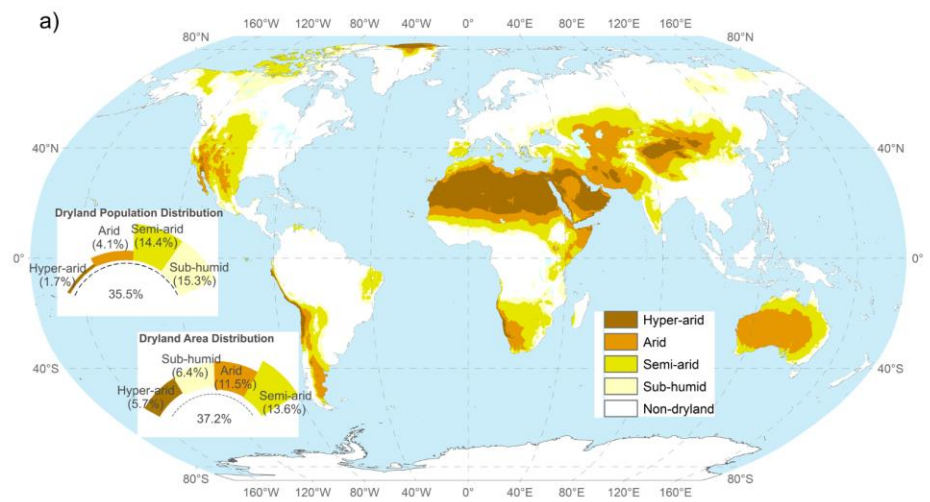 a)
160°W 120°W 80°W 40°W 0° 40°E 80°E 120°E 160°E
80°N 80°N
40°N 40°N
Dryland Population Distribution
Arid
(4.1%)
Semi-arid
(14.4%)
Hyper-arid
(1.7%)
Sub-humid
(15.3%)
35.5%
0° 0°
Dryland Area Distribution
Sub-humid
(6.4%)
Arid
(11.5%)
Hyper-arid
(5.7%)
Semi-arid
(13.6%)
37.2%
Hyper-arid
Arid
Semi-arid
Sub-humid
Non-dryland
40°S 40°S
80°S 80°S
160°W 120°W 80°W 40°W 0° 40°E 80°E 120°E 160°E